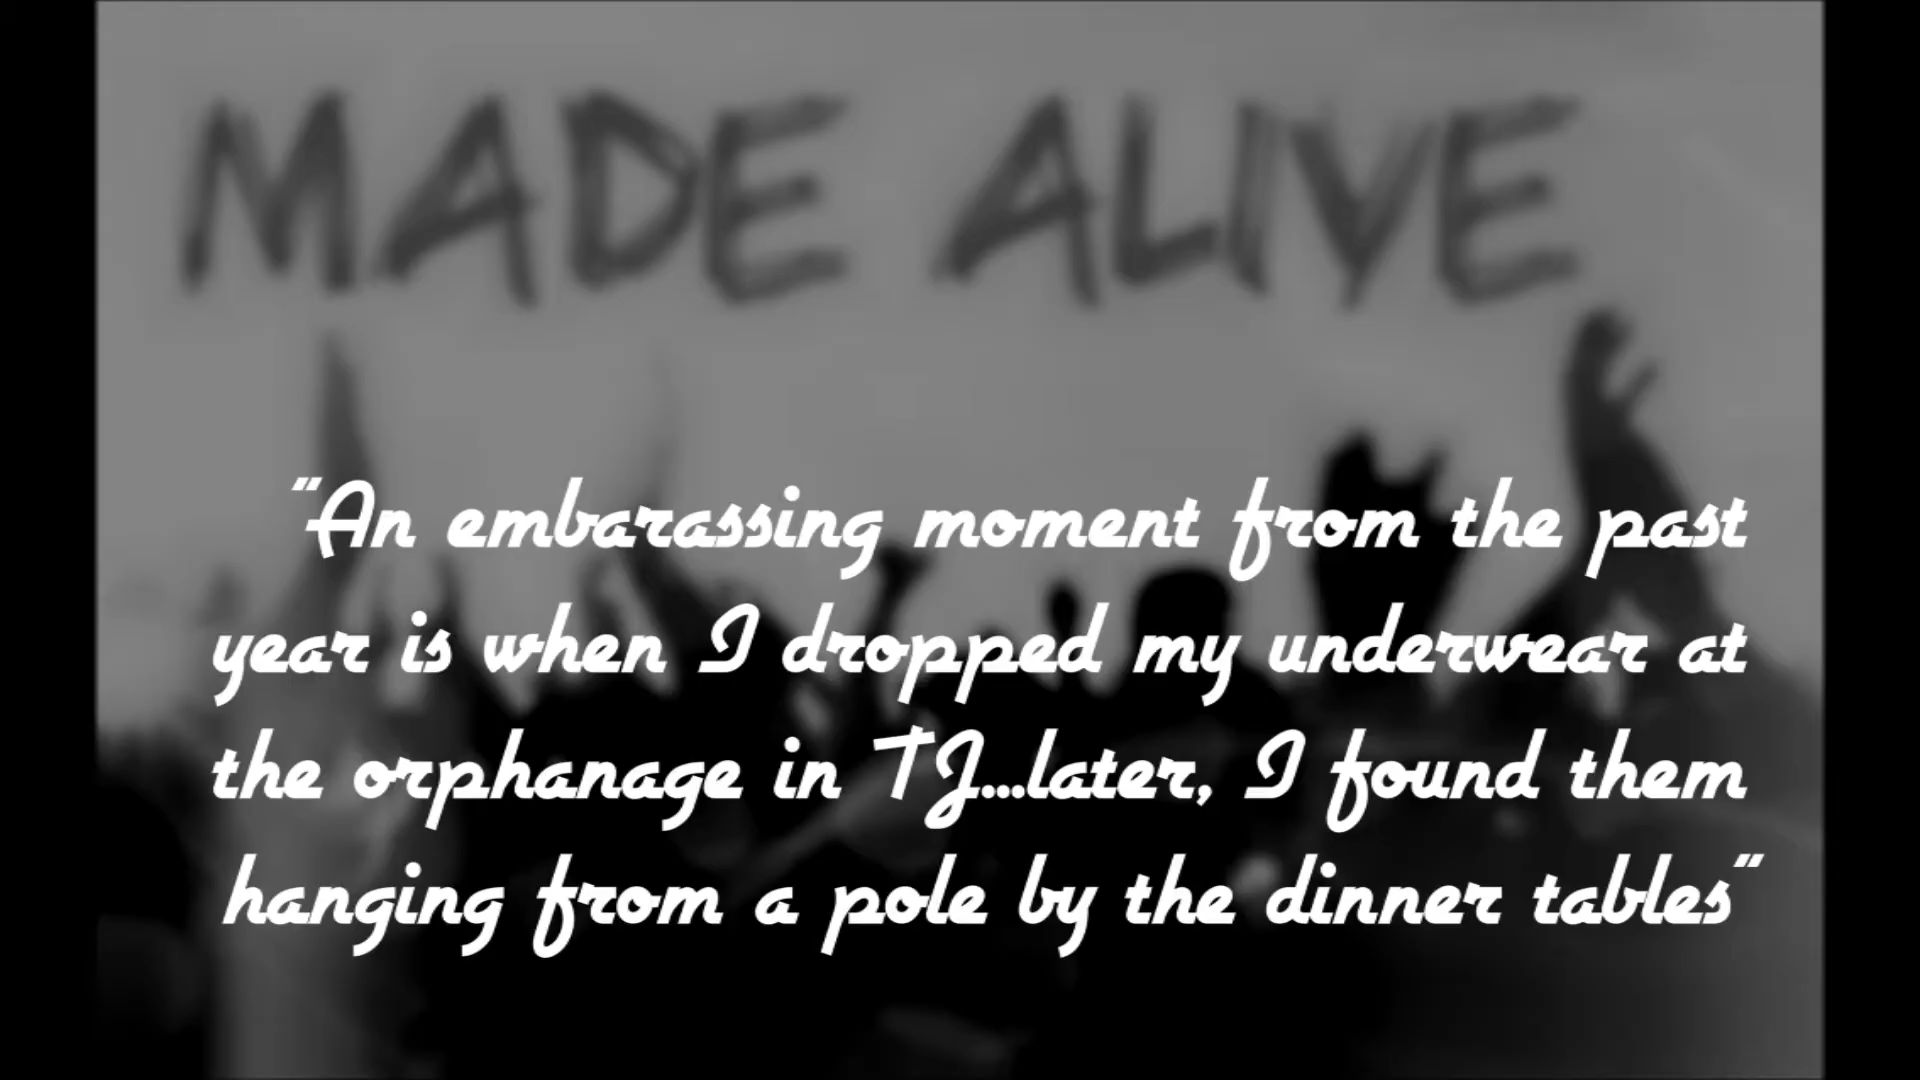 MADE ALIVE
"An embarassing moment from the past
year is when I dropped my underwear at
the orphanage in TJ...later, I found them
hanging from a pole by the dinner tables"